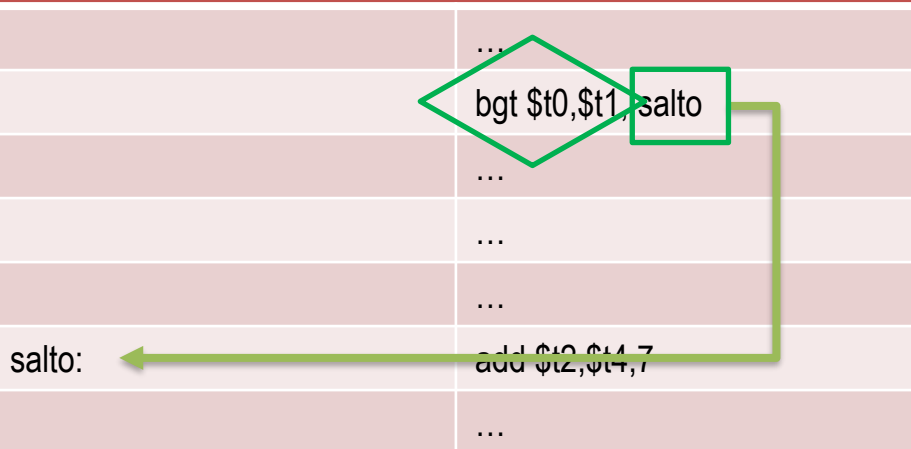 …
bgt $t0,$t1, salto
…
…
…
salto: add $t2,$t4,7
…